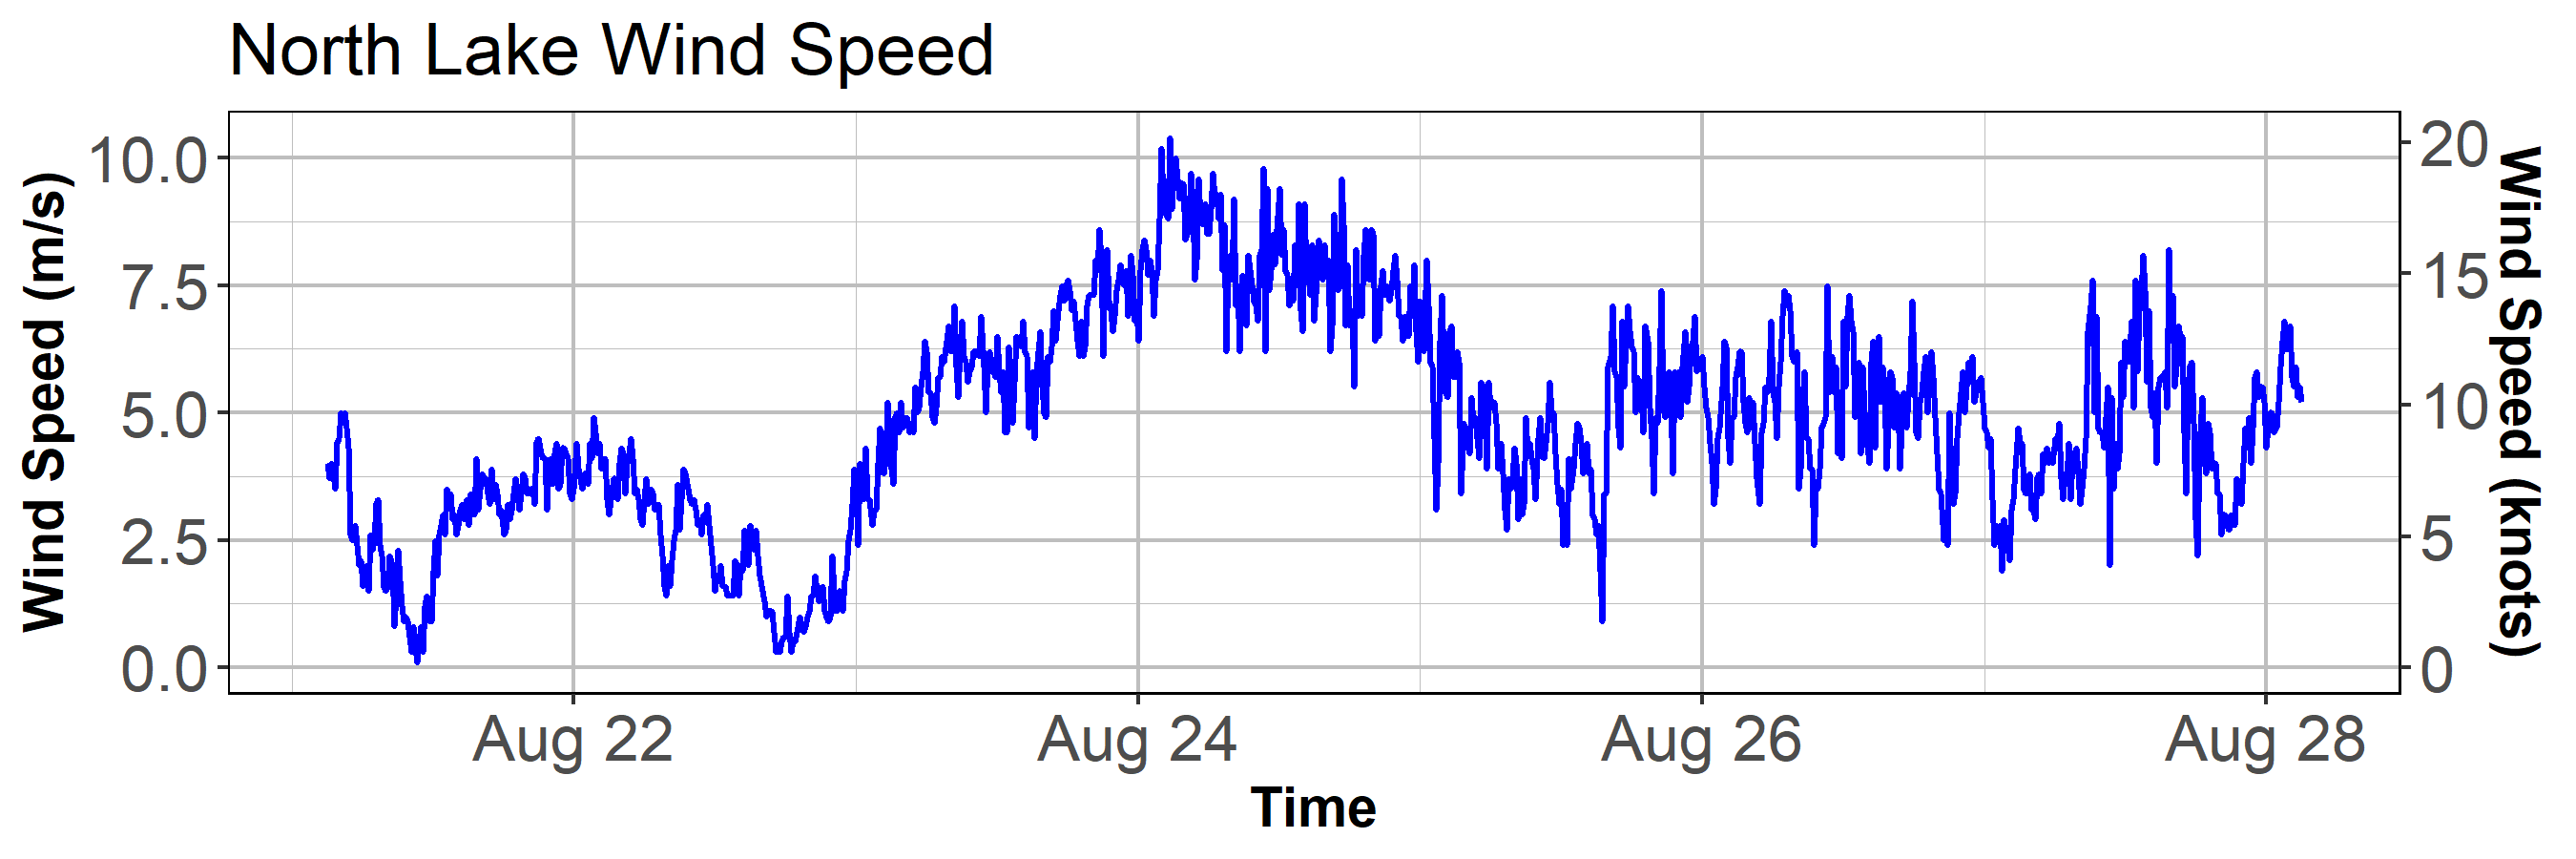 North Lake Wind Speed
Wind Speed (m/s)
10.0
7.5
5.0
2.5
0.0
20
15
10
5
0
Wind Speed (knots)
Aug 22
Aug 24
Aug 26
Aug 28
Time